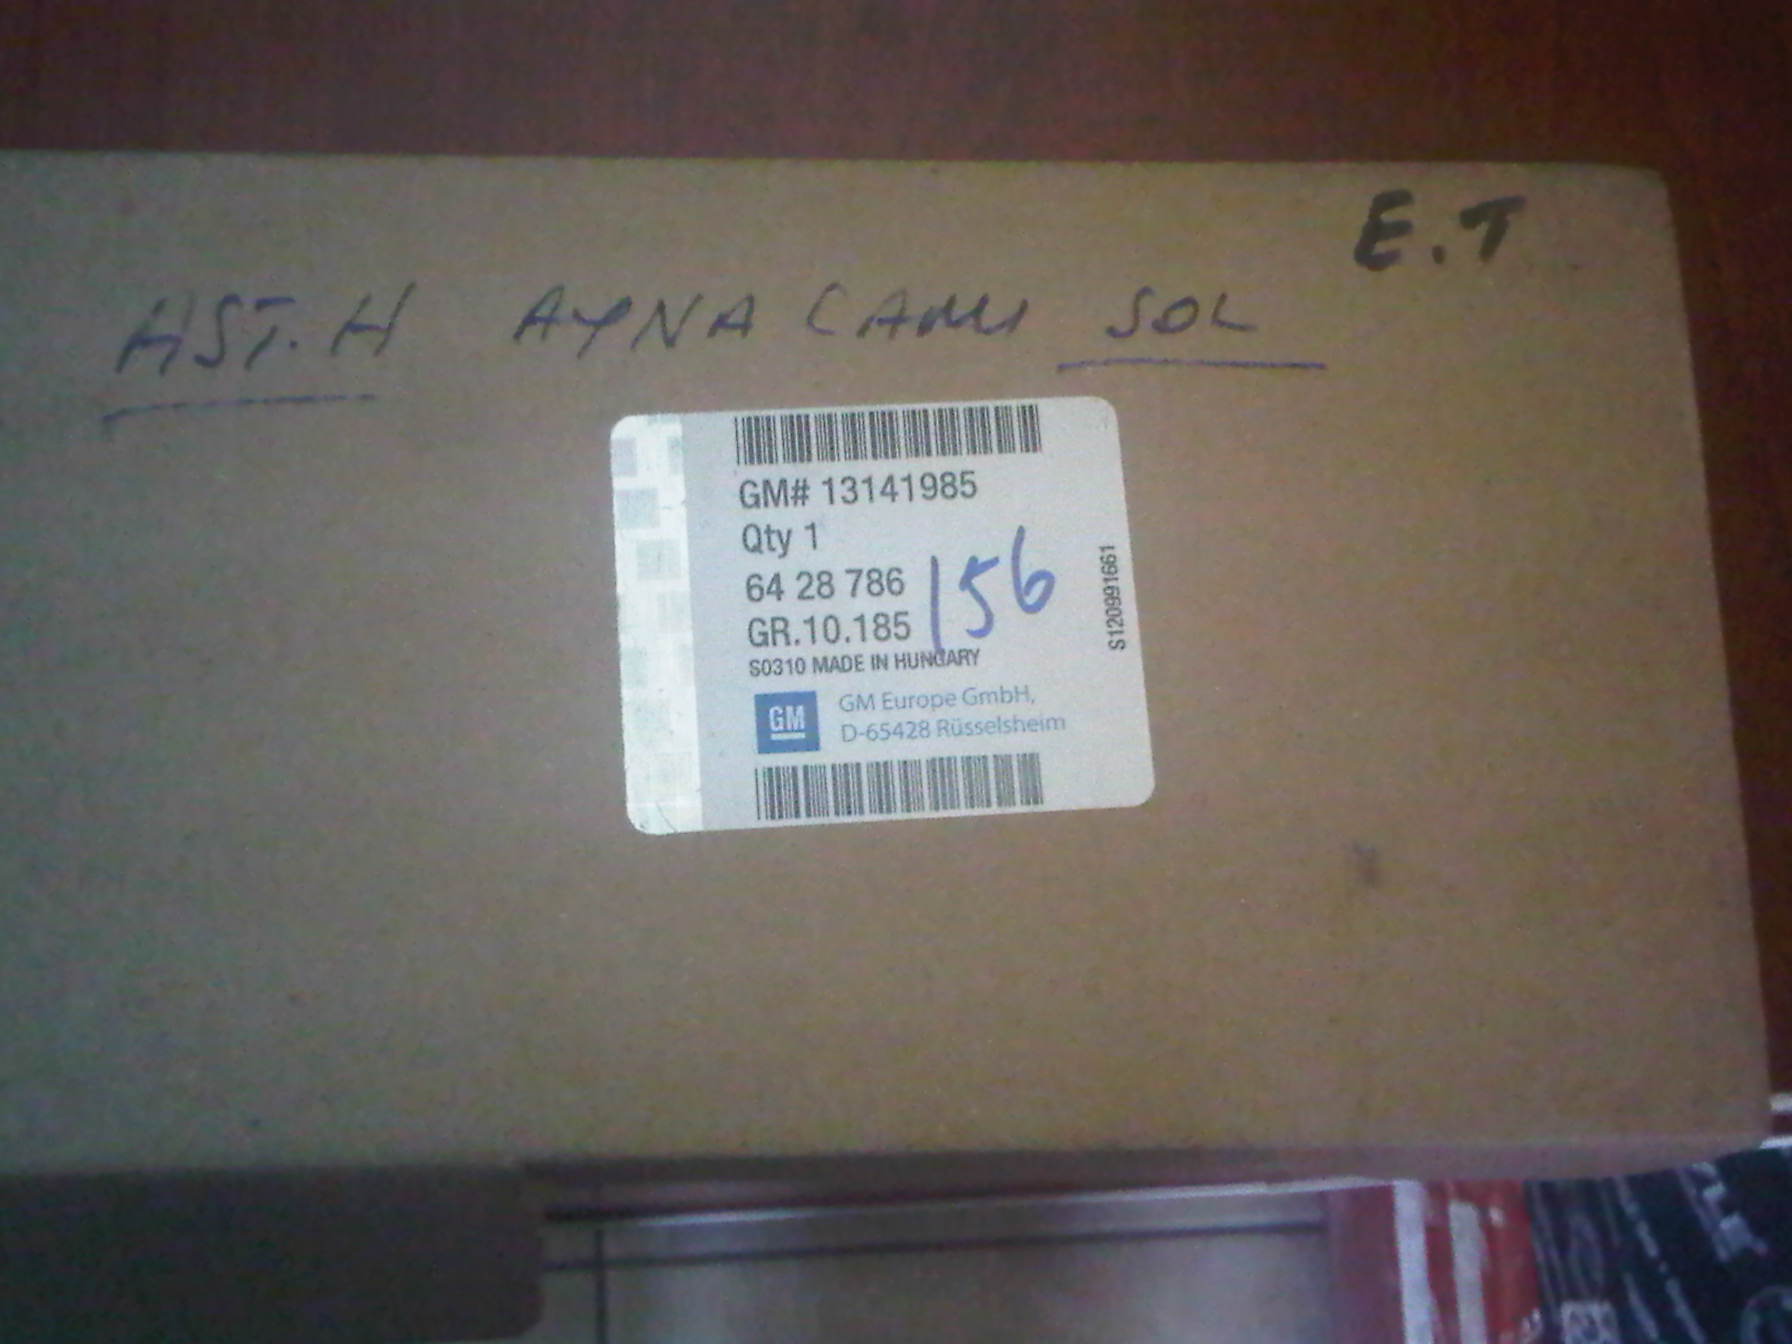 E.T
AST.H AYNA CAMI SOL
GM# 13141985
Qty 1
64 28 786
GR.10.185
156
S0310 MADE IN HUNGARY
S120991661
GM
GM Europe GmbH,
D-65428 Rüsselsheim